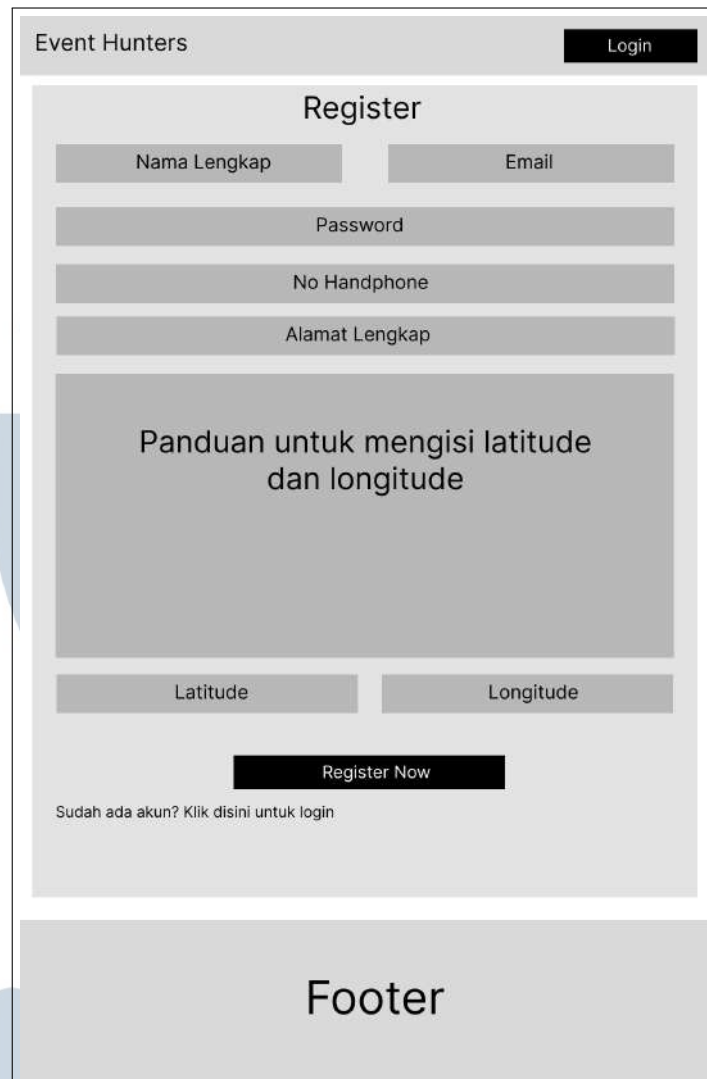 Event Hunters
Login
Register
Nama Lengkap
Email
Password
No Handphone
Alamat Lengkap
Panduan untuk mengisi latitude
dan longitude
Latitude
Longitude
Register Now
Sudah ada akun? Klik disini untuk login
Footer